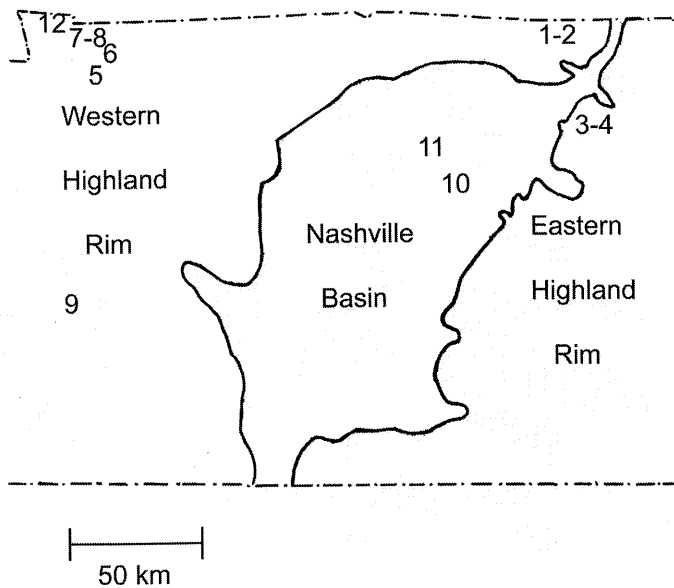 12
7-8
6
5
1-2
3-4
11
10
9
Western
Highland
Rim
Nashville
Basin
Eastern
Highland
Rim
50 km